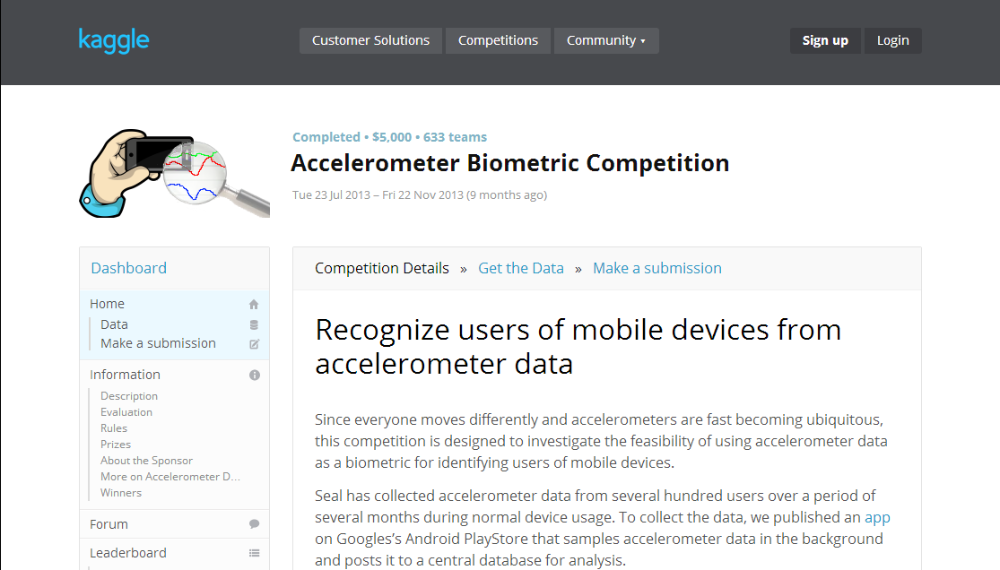 kaggle
Customer Solutions
Competitions
Community ▾
Sign up
Login
Completed • $5,000 • 633 teams
Accelerometer Biometric Competition
Tue 23 Jul 2013 – Fri 22 Nov 2013 (9 months ago)
Dashboard
Home
Data
Make a submission
Information
Description
Evaluation
Rules
Prizes
About the Sponsor
More on Accelerometer D...
Winners
Forum
Leaderboard
Competition Details » Get the Data » Make a submission
Recognize users of mobile devices from
accelerometer data
Since everyone moves differently and accelerometers are fast becoming ubiquitous,
this competition is designed to investigate the feasibility of using accelerometer data
as a biometric for identifying users of mobile devices.
Seal has collected accelerometer data from several hundred users over a period of
several months during normal device usage. To collect the data, we published an app
on Googles's Android PlayStore that samples accelerometer data in the background
and posts it to a central database for analysis.